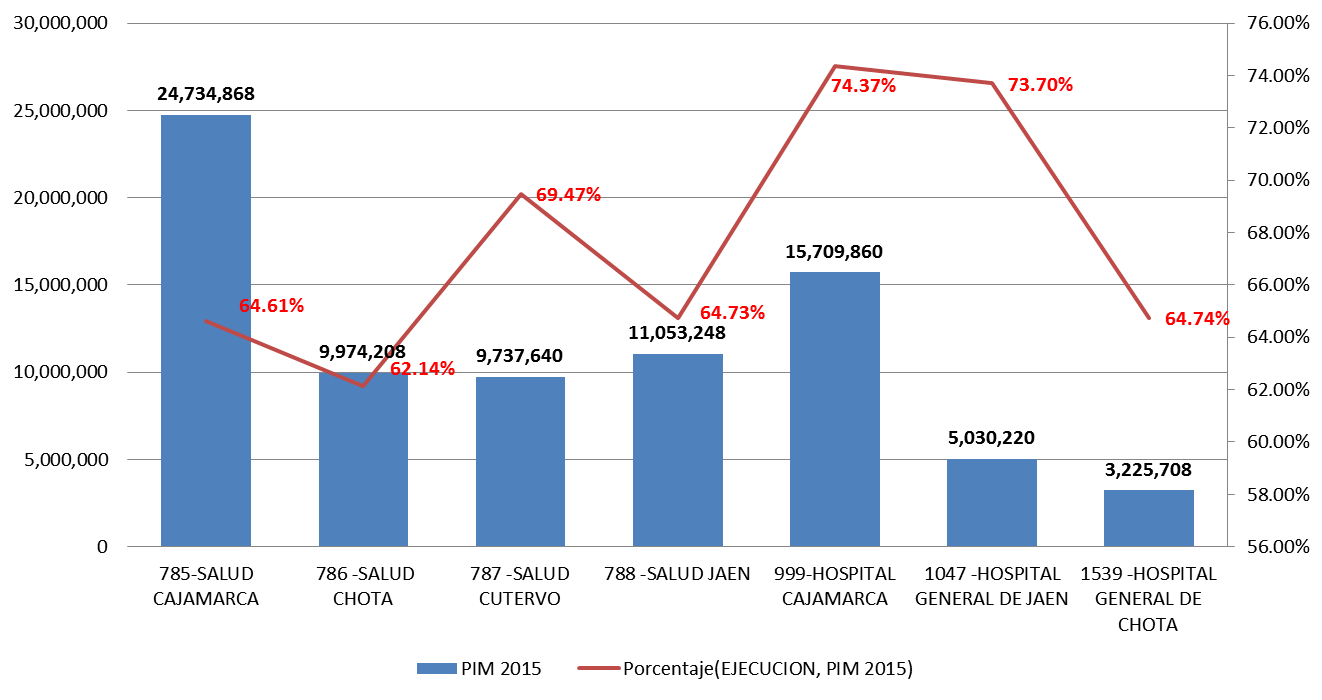 30,000,000
25,000,000
20,000,000
15,000,000
10,000,000
5,000,000
0
76.00%
74.00%
72.00%
70.00%
68.00%
66.00%
64.00%
62.00%
60.00%
58.00%
56.00%
24,734,868
9,974,208
9,737,640
11,053,248
15,709,860
5,030,220
3,225,708
64.61%
62.14%
69.47%
64.73%
74.37%
73.70%
64.74%
785-SALUD
CAJAMARCA
786 -SALUD
CHOTA
787 -SALUD
CUTERVO
788 -SALUD JAEN
999-HOSPITAL
CAJAMARCA
1047 -HOSPITAL
GENERAL DE JAEN
1539 -HOSPITAL
GENERAL DE
CHOTA
PIM 2015
Porcentaje(EJECUCION, PIM 2015)